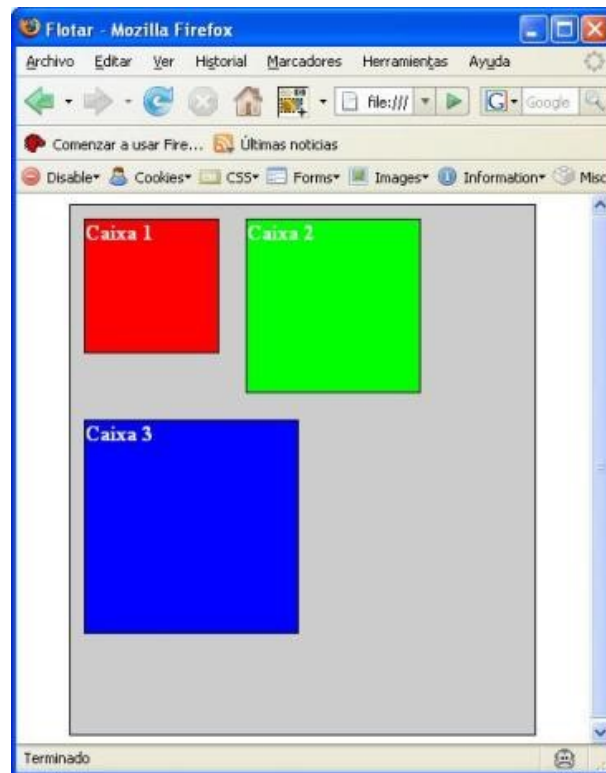 Flotar - Mozilla Firefox
Archivo Editar Ver Historial Marcadores Herramientas Ayuda
file:/// G Google
Comenzar a usar Fire... Últimas noticias
Disable Cookies CSS Forms Images Information Misc
Caixa 1 Caixa 2
Caixa 3
Terminado